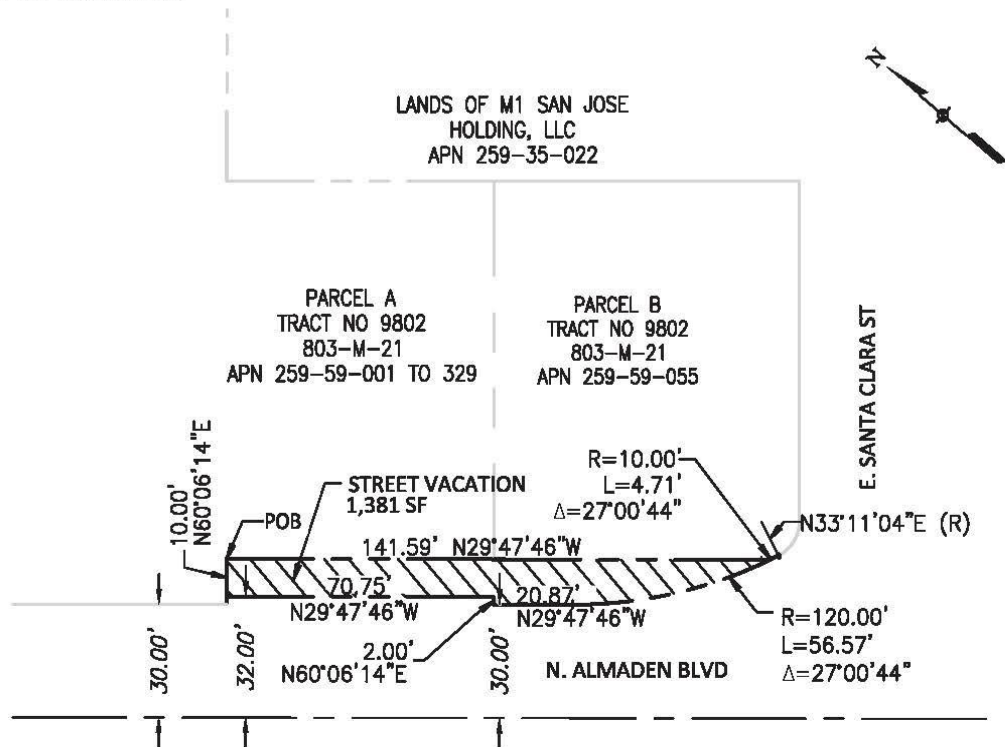 N
LANDS OF M1 SAN JOSE
HOLDING, LLC
APN 259-35-022
PARCEL A
TRACT NO 9802
803-M-21
APN 259-59-001 TO 329
PARCEL B
TRACT NO 9802
803-M-21
APN 259-59-055
E. SANTA CLARA ST
10.00'
N60°06'14"E
POB
STREET VACATION
1,381 SF
R=10.00'
L=4.71'
Δ=27°00'44"
N33°11'04"E (R)
141.59' N29°47'46"W
70.75'
N29°47'46"W
20.87'
N29°47'46"W
R=120.00'
L=56.57'
Δ=27°00'44"
2.00'
N60°06'14"E
N. ALMADEN BLVD
30.00'
32.00'
30.00'